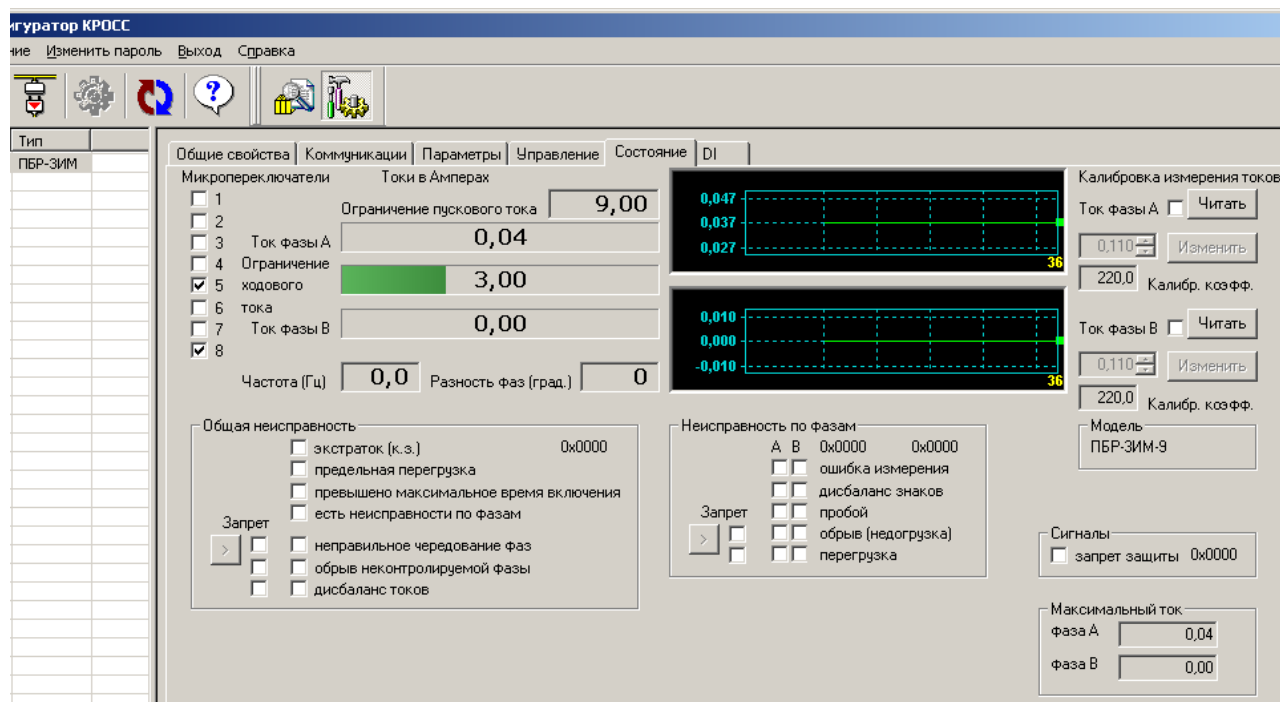 игуратор КРОСС
ние Изменить пароль Выход Справка
Тип
ПБР-ЗИМ
Общие свойства Коммуникации Параметры Управление Состояние DI
Микропереключатели
1
2
3
4
5
6
7
8
Токи в Амперах
Ограничение пускового тока 9,00
Ток фазы А 0,04
Ограничение
ходового 3,00
тока
Ток фазы В 0,00
Частота (Гц) 0,0 Разность фаз (град.) 0
0,047
0,037
0,027
36
0,010
0,000
-0,010
36
Калибровка измерения токов
Ток фазы А Читать
0,110 Изменить
220,0 Калибр. коэфф.
Ток фазы В Читать
0,110 Изменить
220,0 Калибр. коэфф.
Общая неисправность
экстраток (к.з.) 0x0000
предельная перегрузка
превышено максимальное время включения
есть неисправности по фазам
Запрет
>
неправильное чередование фаз
обрыв неконтролируемой фазы
дисбаланс токов
Неисправность по фазам
А В 0x0000 0x0000
ошибка измерения
дисбаланс знаков
Запрет
>
пробой
обрыв (недогрузка)
перегрузка
Модель
ПБР-ЗИМ-9
Сигналы
запрет защиты 0x0000
Максимальный ток
фаза А 0,04
фаза В 0,00